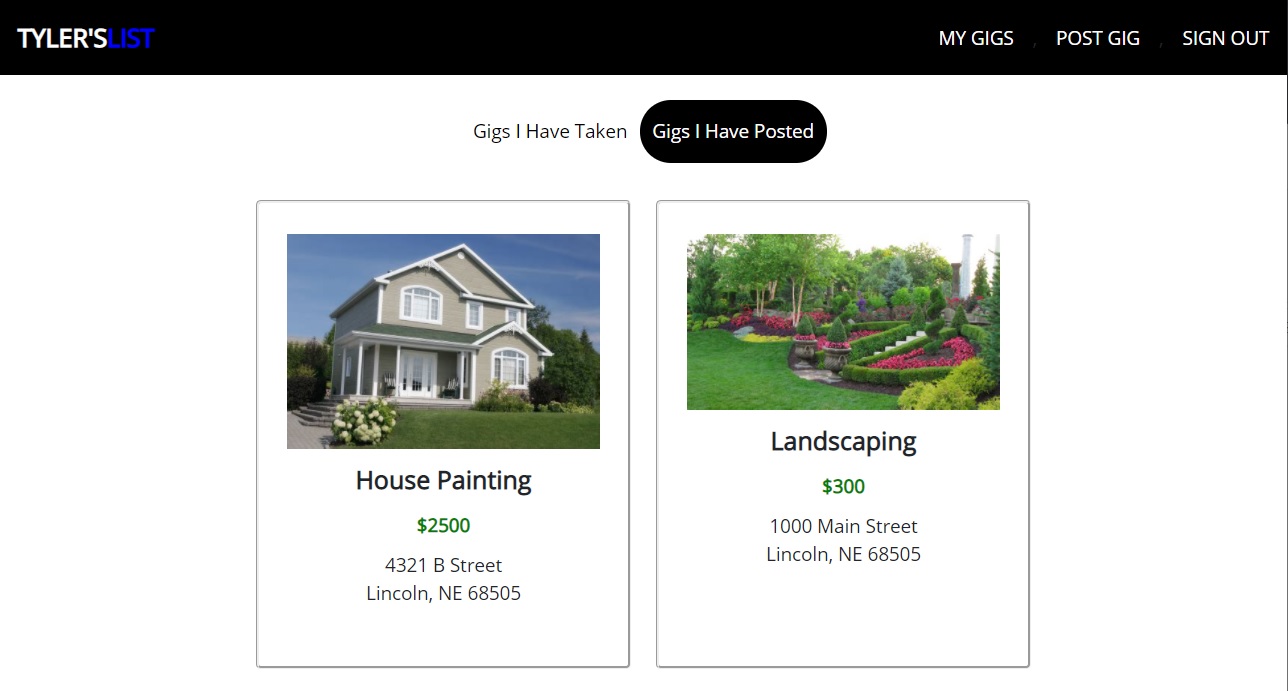 TYLER'SLIST
MY GIGS , POST GIG , SIGN OUT
Gigs I Have Taken Gigs I Have Posted
House Painting
$2500
4321 B Street
Lincoln, NE 68505
Landscaping
$300
1000 Main Street
Lincoln, NE 68505